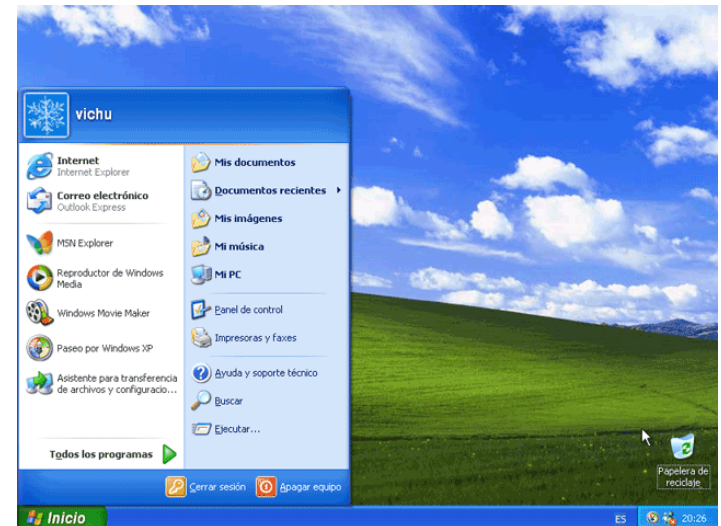 vichu
Internet
Internet Explorer
Correo electrónico
Outlook Express
MSN Explorer
Reproductor de Windows
Media
Windows Movie Maker
Paseo por Windows XP
Asistente para transferencia
de archivos y configuracio...
Todos los programas
Mis documentos
Documentos recientes
Mis imágenes
Mi música
Mi PC
Panel de control
Impresoras y faxes
Ayuda y soporte técnico
Buscar
Ejecutar...
Cerrar sesión
Apagar equipo
Papelera de
reciclaje
Inicio
ES
20:26